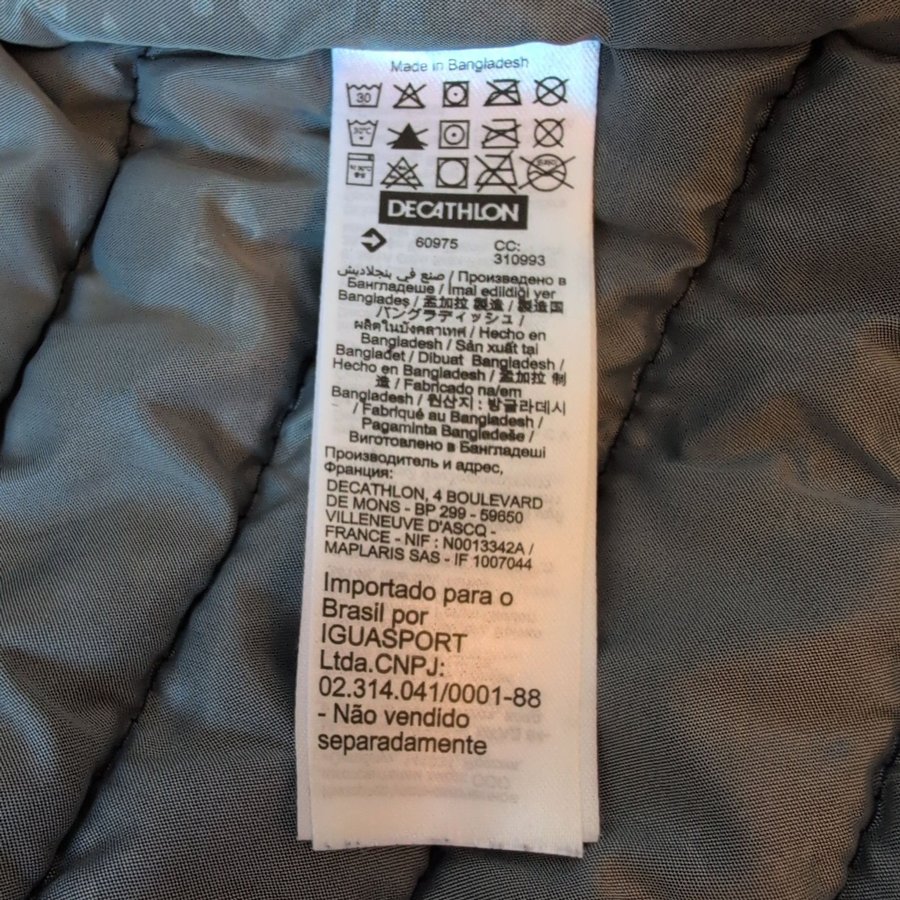 Made in Bangladesh
30
30°C
DECATHLON
60975 CC:
310993
صنع في بنجلاديش / Произведено в
Бангладеше / İmal edildiği yer
Bangladeş / 孟加拉 製造 / 製造国
バングラディッシュ /
ผลิตในบังคลาเทศ / Hecho en
Bangladesh / Sản xuất tại
Bangladet / Dibuat Bangladesh /
Hecho en Bangladesh / 孟加拉 制
造 / Fabricado na/em
Bangladesh / 원산지 : 방글라데시
/ Fabriqué au Bangladesh /
Pagaminta Bangladeše /
Виготовлено в Бангладеші
Производитель и адрес,
Франция:
DECATHLON, 4 BOULEVARD
DE MONS - BP 299 - 59650
VILLENEUVE D'ASCQ -
FRANCE - NIF : N0013342A /
MAPLARIS SAS - IF 1007044
Importado para o
Brasil por
IGUASPORT
Ltda.CNPJ:
02.314.041/0001-88
- Não vendido
separadamente